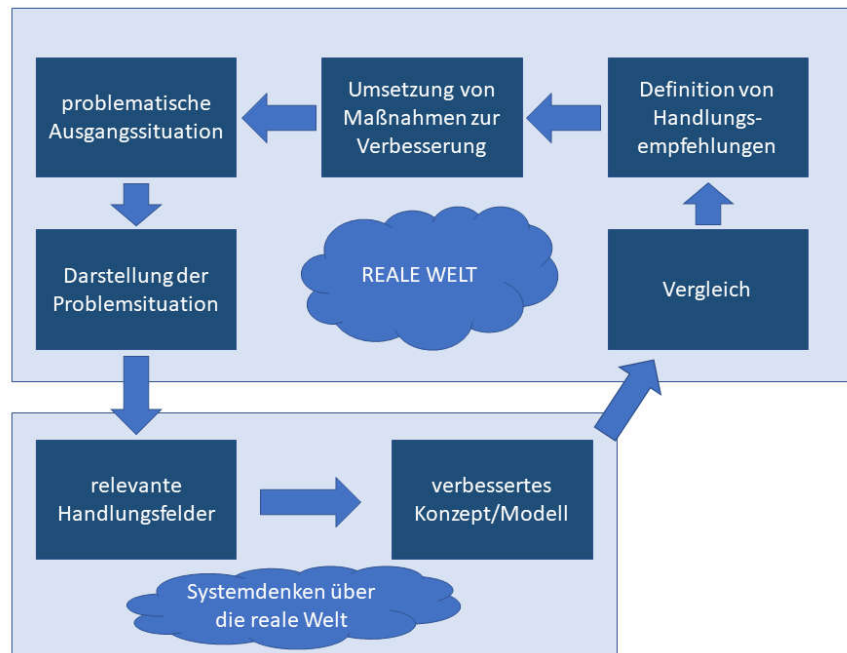 problematische
Ausgangssituation
Umsetzung von
Maßnahmen zur
Verbesserung
Definition von
Handlungs-
empfehlungen
Darstellung der
Problemsituation
REALE WELT
Vergleich
relevante
Handlungsfelder
verbessertes
Konzept/Modell
Systemdenken über
die reale Welt